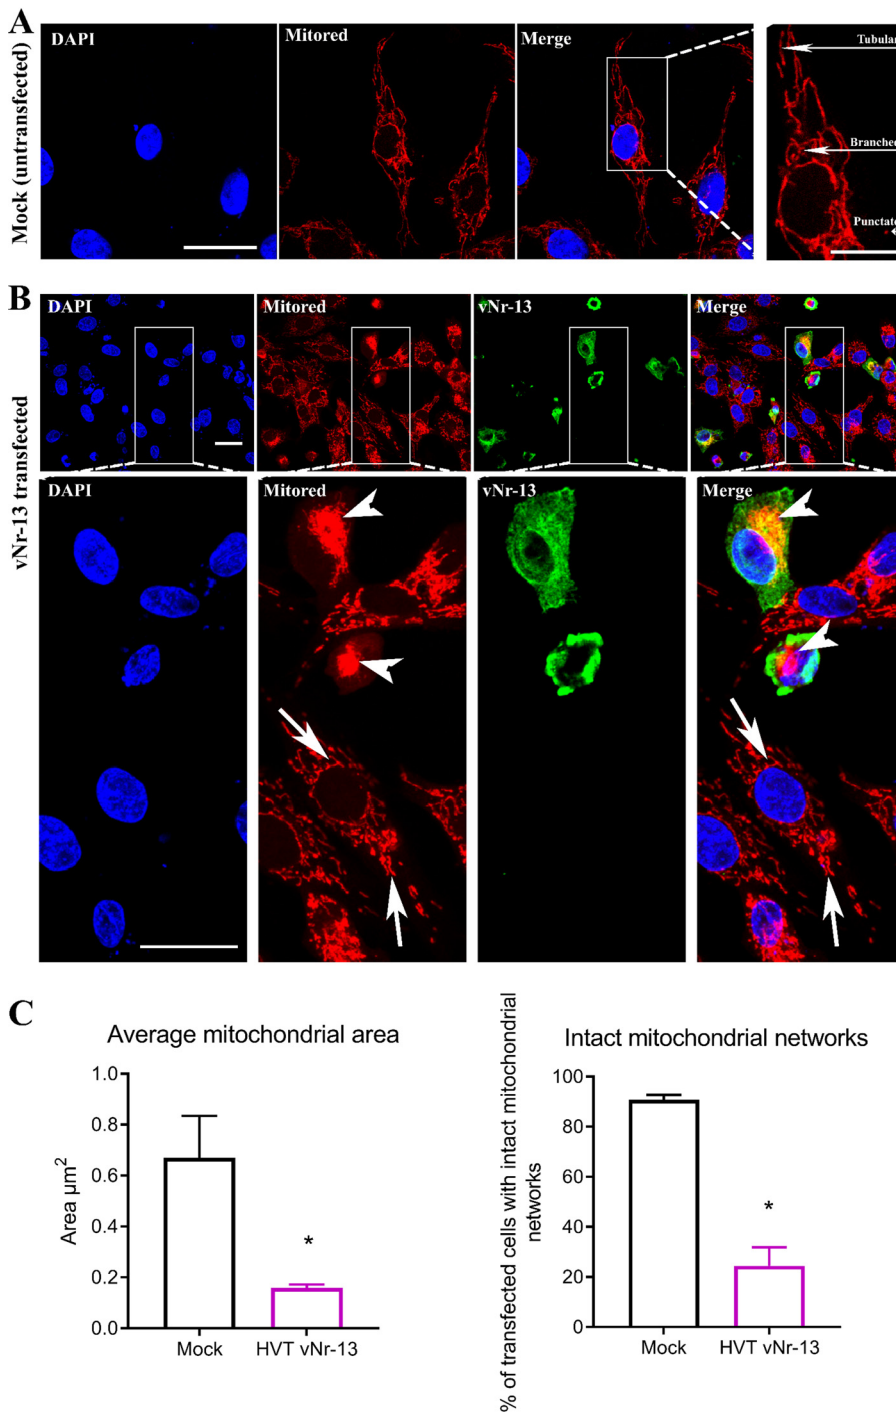 A
Mock (untransfected)
DAPI
Mitored
Merge
Tubular
Branched
Punctate
B
vNr-13 transfected
DAPI
Mitored
vNr-13
Merge
DAPI
Mitored
vNr-13
Merge
C
Average mitochondrial area
Area µm²
1.0
0.8
0.6
0.4
0.2
0.0
*
Mock
HVT vNr-13
Intact mitochondrial networks
% of transfected cells with intact mitochondrial
networks
100
80
60
40
20
0
*
Mock
HVT vNr-13